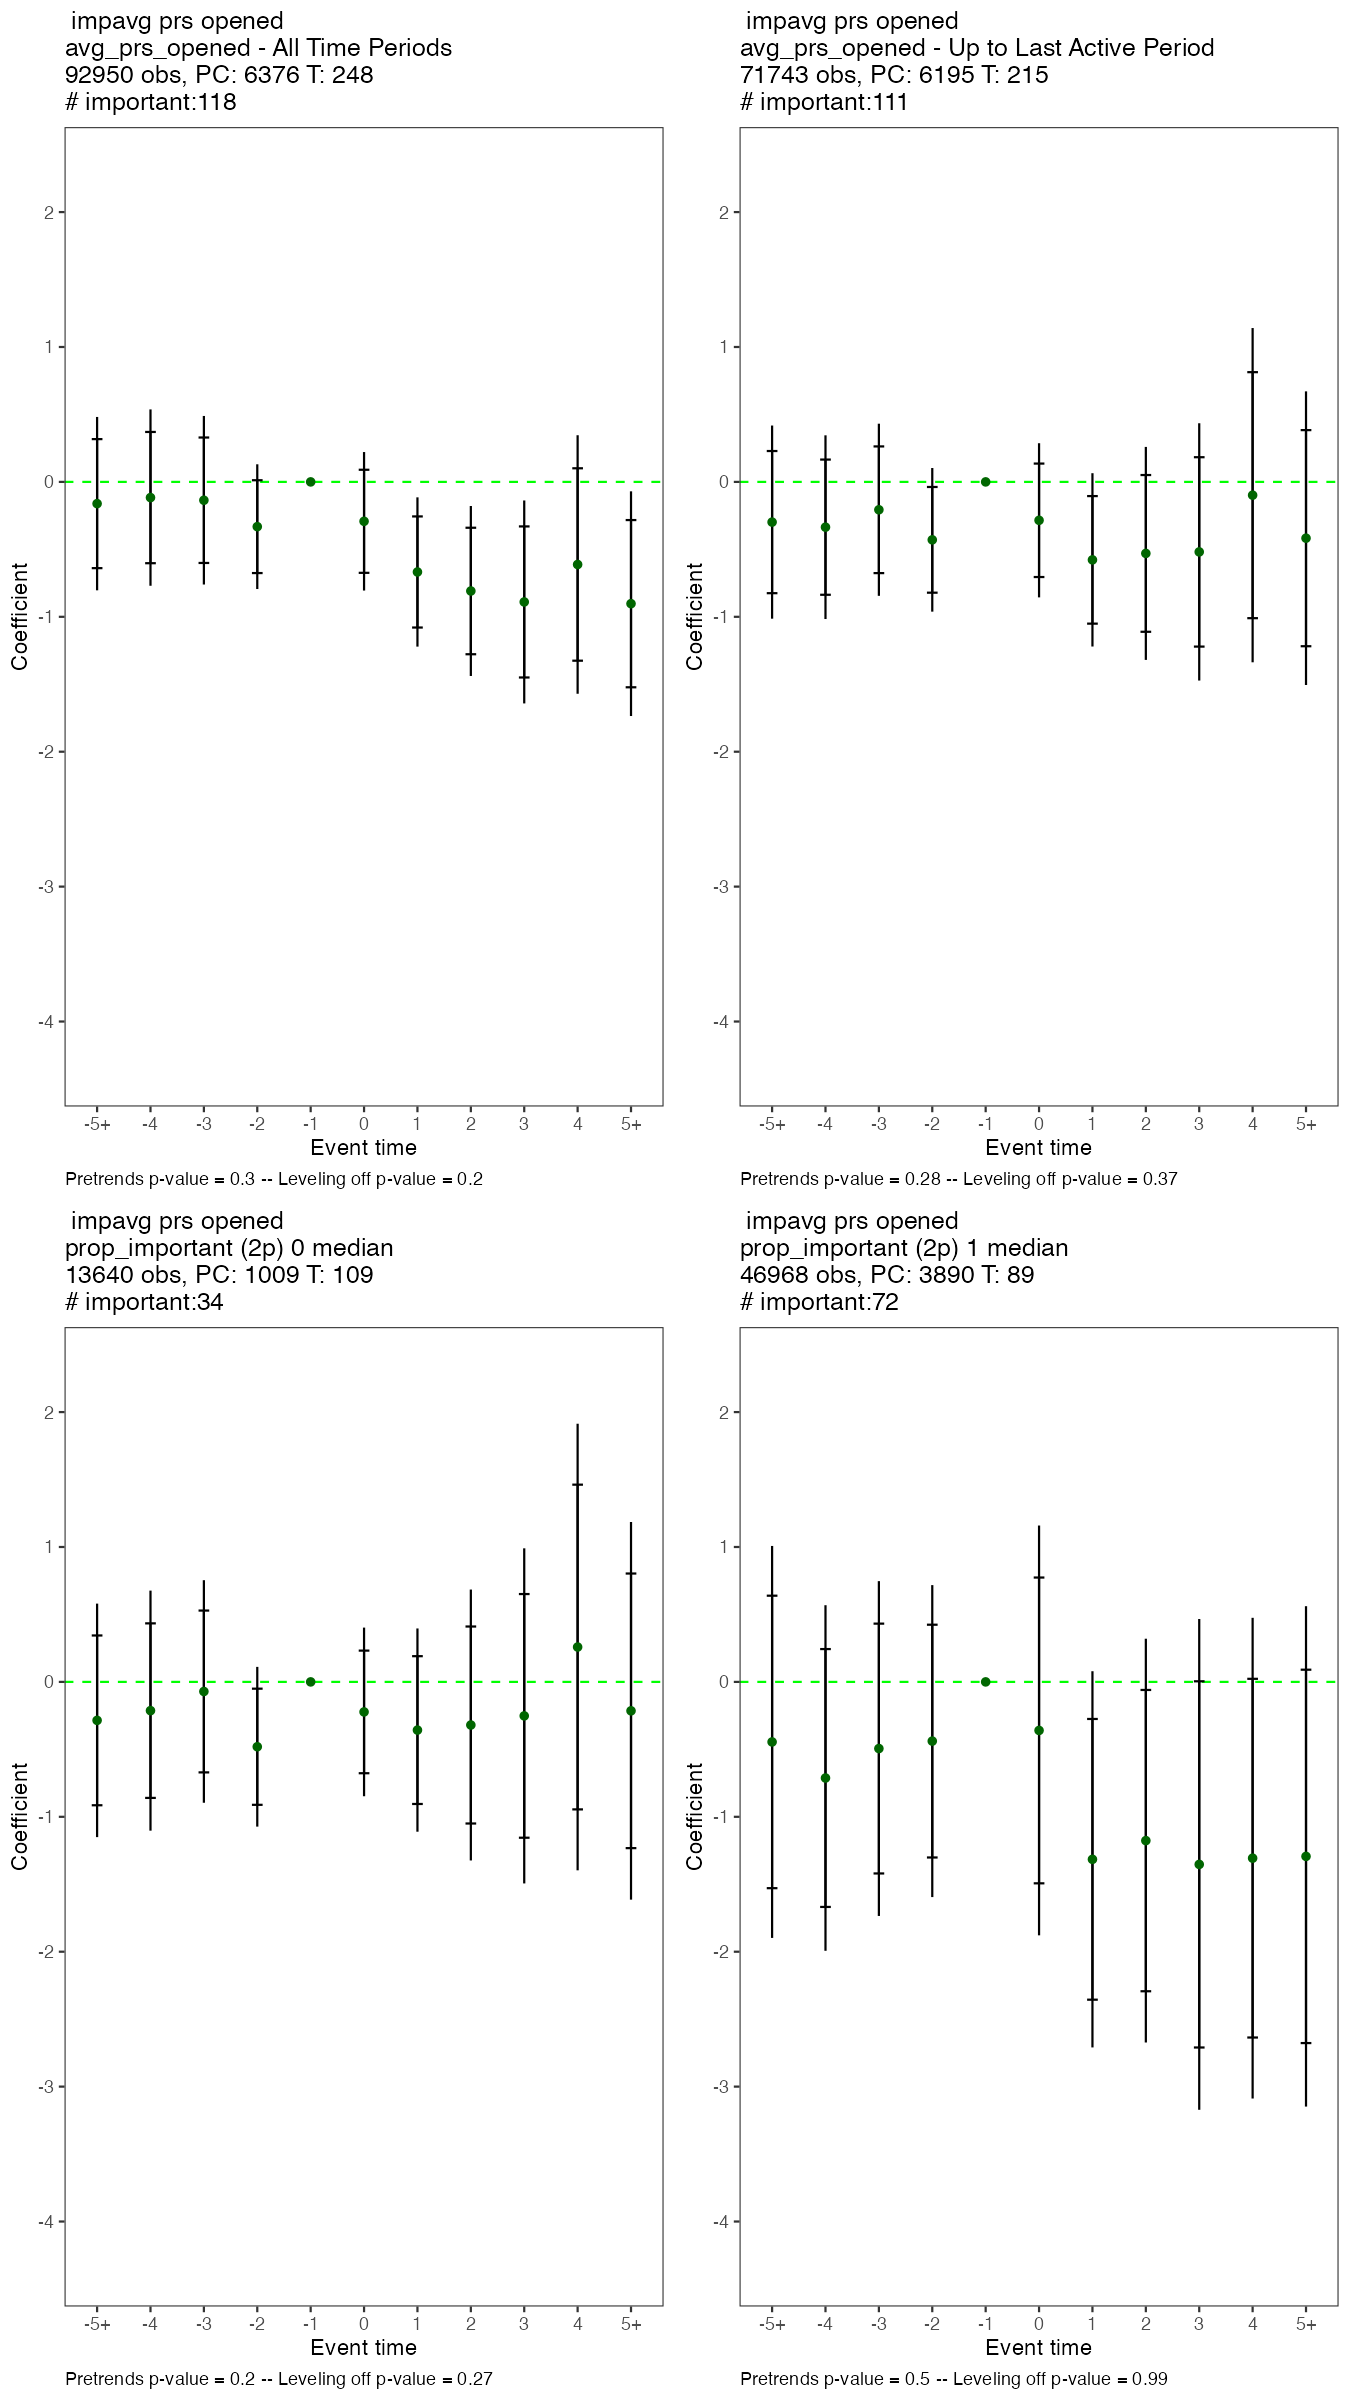 impavg prs opened
avg_prs_opened - All Time Periods
92950 obs, PC: 6376 T: 248
# important:118
2
1
0
-1
-2
-3
-4
Coefficient
-5+ -4 -3 -2 -1 0 1 2 3 4 5+
Event time
Pretrends p-value = 0.3 -- Leveling off p-value = 0.2
impavg prs opened
avg_prs_opened - Up to Last Active Period
71743 obs, PC: 6195 T: 215
# important:111
2
1
0
-1
-2
-3
-4
Coefficient
-5+ -4 -3 -2 -1 0 1 2 3 4 5+
Event time
Pretrends p-value = 0.28 -- Leveling off p-value = 0.37
impavg prs opened
prop_important (2p) 0 median
13640 obs, PC: 1009 T: 109
# important:34
2
1
0
-1
-2
-3
-4
Coefficient
-5+ -4 -3 -2 -1 0 1 2 3 4 5+
Event time
Pretrends p-value = 0.2 -- Leveling off p-value = 0.27
impavg prs opened
prop_important (2p) 1 median
46968 obs, PC: 3890 T: 89
# important:72
2
1
0
-1
-2
-3
-4
Coefficient
-5+ -4 -3 -2 -1 0 1 2 3 4 5+
Event time
Pretrends p-value = 0.5 -- Leveling off p-value = 0.99